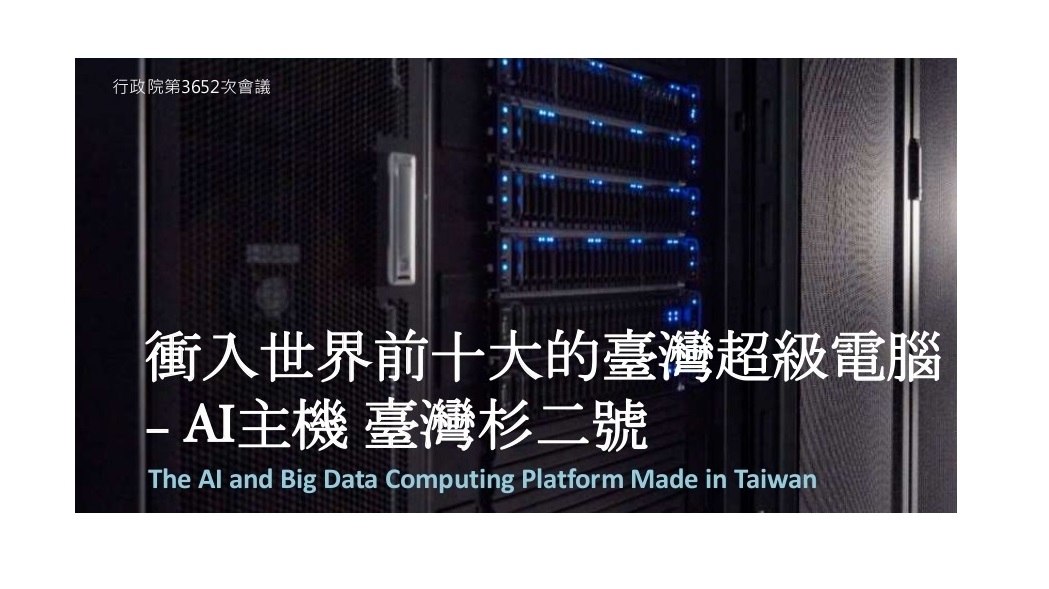 行政院第3652次會議
衝入世界前十大的臺灣超級電腦
– AI主機 臺灣杉二號
The AI and Big Data Computing Platform Made in Taiwan